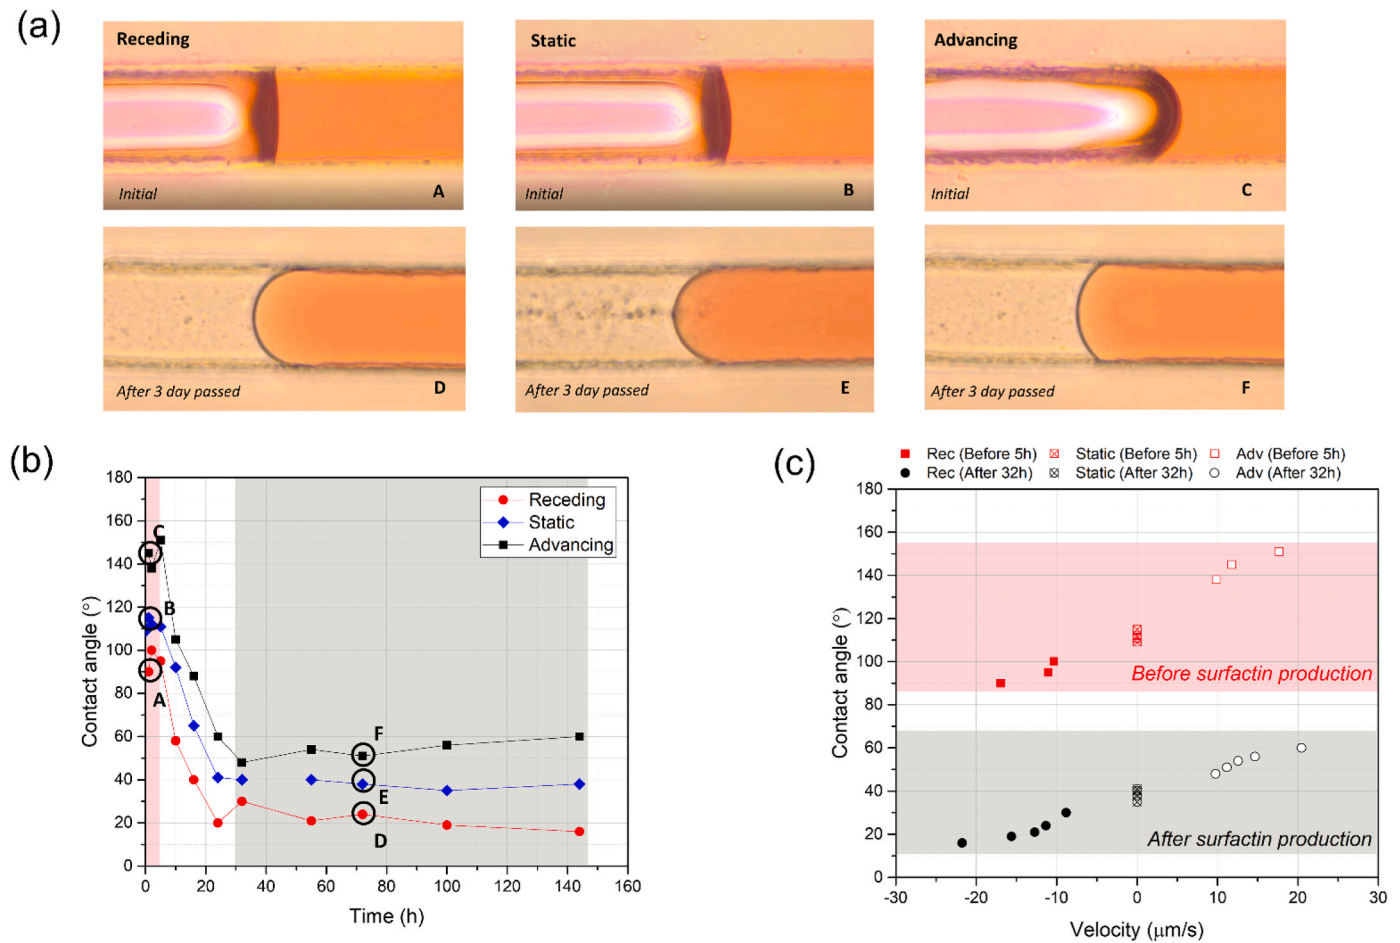 (a)
Receding
Static
Advancing
Initial
A
Initial
B
Initial
C
After 3 day passed
D
After 3 day passed
E
After 3 day passed
F
(b)
180
160
140
120
100
80
60
40
20
0
Contact angle (°)
0
20
40
60
80
100
120
140
160
Time (h)
Receding
Static
Advancing
C
B
A
F
E
D
(c)
Rec (Before 5h)
Static (Before 5h)
Adv (Before 5h)
Rec (After 32h)
Static (After 32h)
Adv (After 32h)
180
160
140
120
100
80
60
40
20
0
Contact angle (°)
Before surfactin production
After surfactin production
-30
-20
-10
0
10
20
30
Velocity (μm/s)